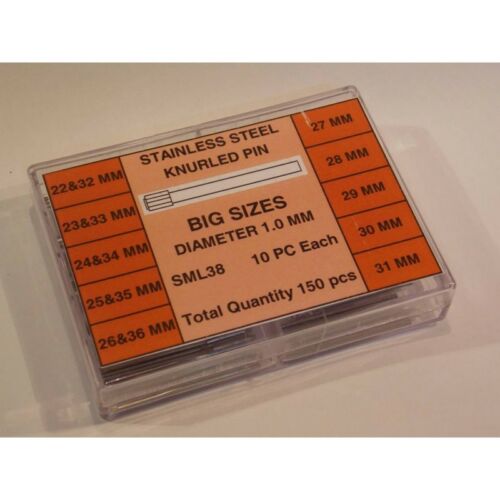 STAINLESS STEEL
KNURLED PIN
BIG SIZES
DIAMETER 1.0 MM
SML38 10 PC Each
Total Quantity 150 pcs
22&32 MM
23&33 MM
24&34 MM
25&35 MM
26&36 MM
27 MM
28 MM
29 MM
30 MM
31 MM